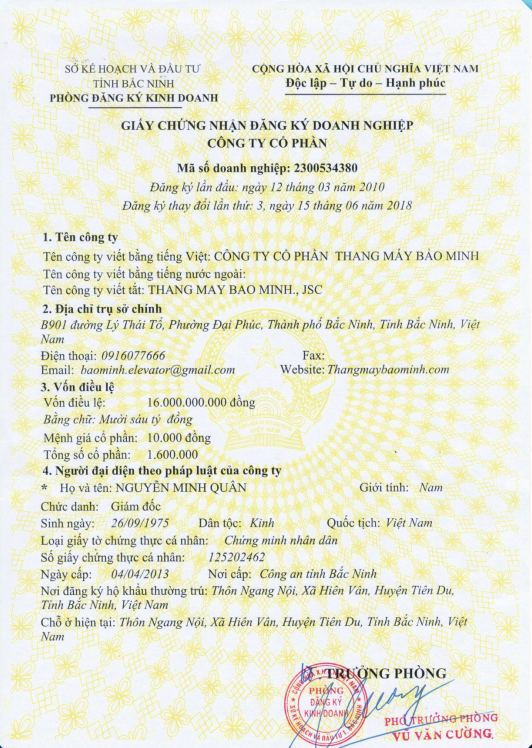 SỞ KẾ HOẠCH VÀ ĐẦU TƯ
TỈNH BẮC NINH
PHÒNG ĐĂNG KÝ KINH DOANH
CỘNG HÒA XÃ HỘI CHỦ NGHĨA VIỆT NAM
Độc lập – Tự do – Hạnh phúc
GIẤY CHỨNG NHẬN ĐĂNG KÝ DOANH NGHIỆP
CÔNG TY CỔ PHẦN
Mã số doanh nghiệp: 2300534380
Đăng ký lần đầu: ngày 12 tháng 03 năm 2010
Đăng ký thay đổi lần thứ: 3, ngày 15 tháng 06 năm 2018
1. Tên công ty
Tên công ty viết bằng tiếng Việt: CÔNG TY CỔ PHẦN THANG MÁY BẢO MINH
Tên công ty viết bằng tiếng nước ngoài:
Tên công ty viết tắt: THANG MAY BAO MINH., JSC
2. Địa chỉ trụ sở chính
B901 đường Lý Thái Tổ, Phường Đại Phúc, Thành phố Bắc Ninh, Tỉnh Bắc Ninh, Việt
Nam
Điện thoại: 0916077666 Fax:
Email: baominh.elevator@gmail.com Website: Thangmaybaominh.com
3. Vốn điều lệ
Vốn điều lệ: 16.000.000.000 đồng
Bằng chữ: Mười sáu tỷ đồng
Mệnh giá cổ phần: 10.000 đồng
Tổng số cổ phần: 1.600.000
4. Người đại diện theo pháp luật của công ty
* Họ và tên: NGUYỄN MINH QUÂN Giới tính: Nam
Chức danh: Giám đốc
Sinh ngày: 26/09/1975 Dân tộc: Kinh Quốc tịch: Việt Nam
Loại giấy tờ chứng thực cá nhân: Chứng minh nhân dân
Số giấy chứng thực cá nhân: 125202462
Ngày cấp: 04/04/2013 Nơi cấp: Công an tỉnh Bắc Ninh
Nơi đăng ký hộ khẩu thường trú: Thôn Ngang Nội, Xã Hiên Vân, Huyện Tiên Du,
Tỉnh Bắc Ninh, Việt Nam
Chỗ ở hiện tại: Thôn Ngang Nội, Xã Hiên Vân, Huyện Tiên Du, Tỉnh Bắc Ninh, Việt
Nam
TRƯỞNG PHÒNG
PHÒNG
ĐĂNG KÝ
KINH DOANH
PHÓ TRƯỞNG PHÒNG
VŨ VĂN CƯỜNG